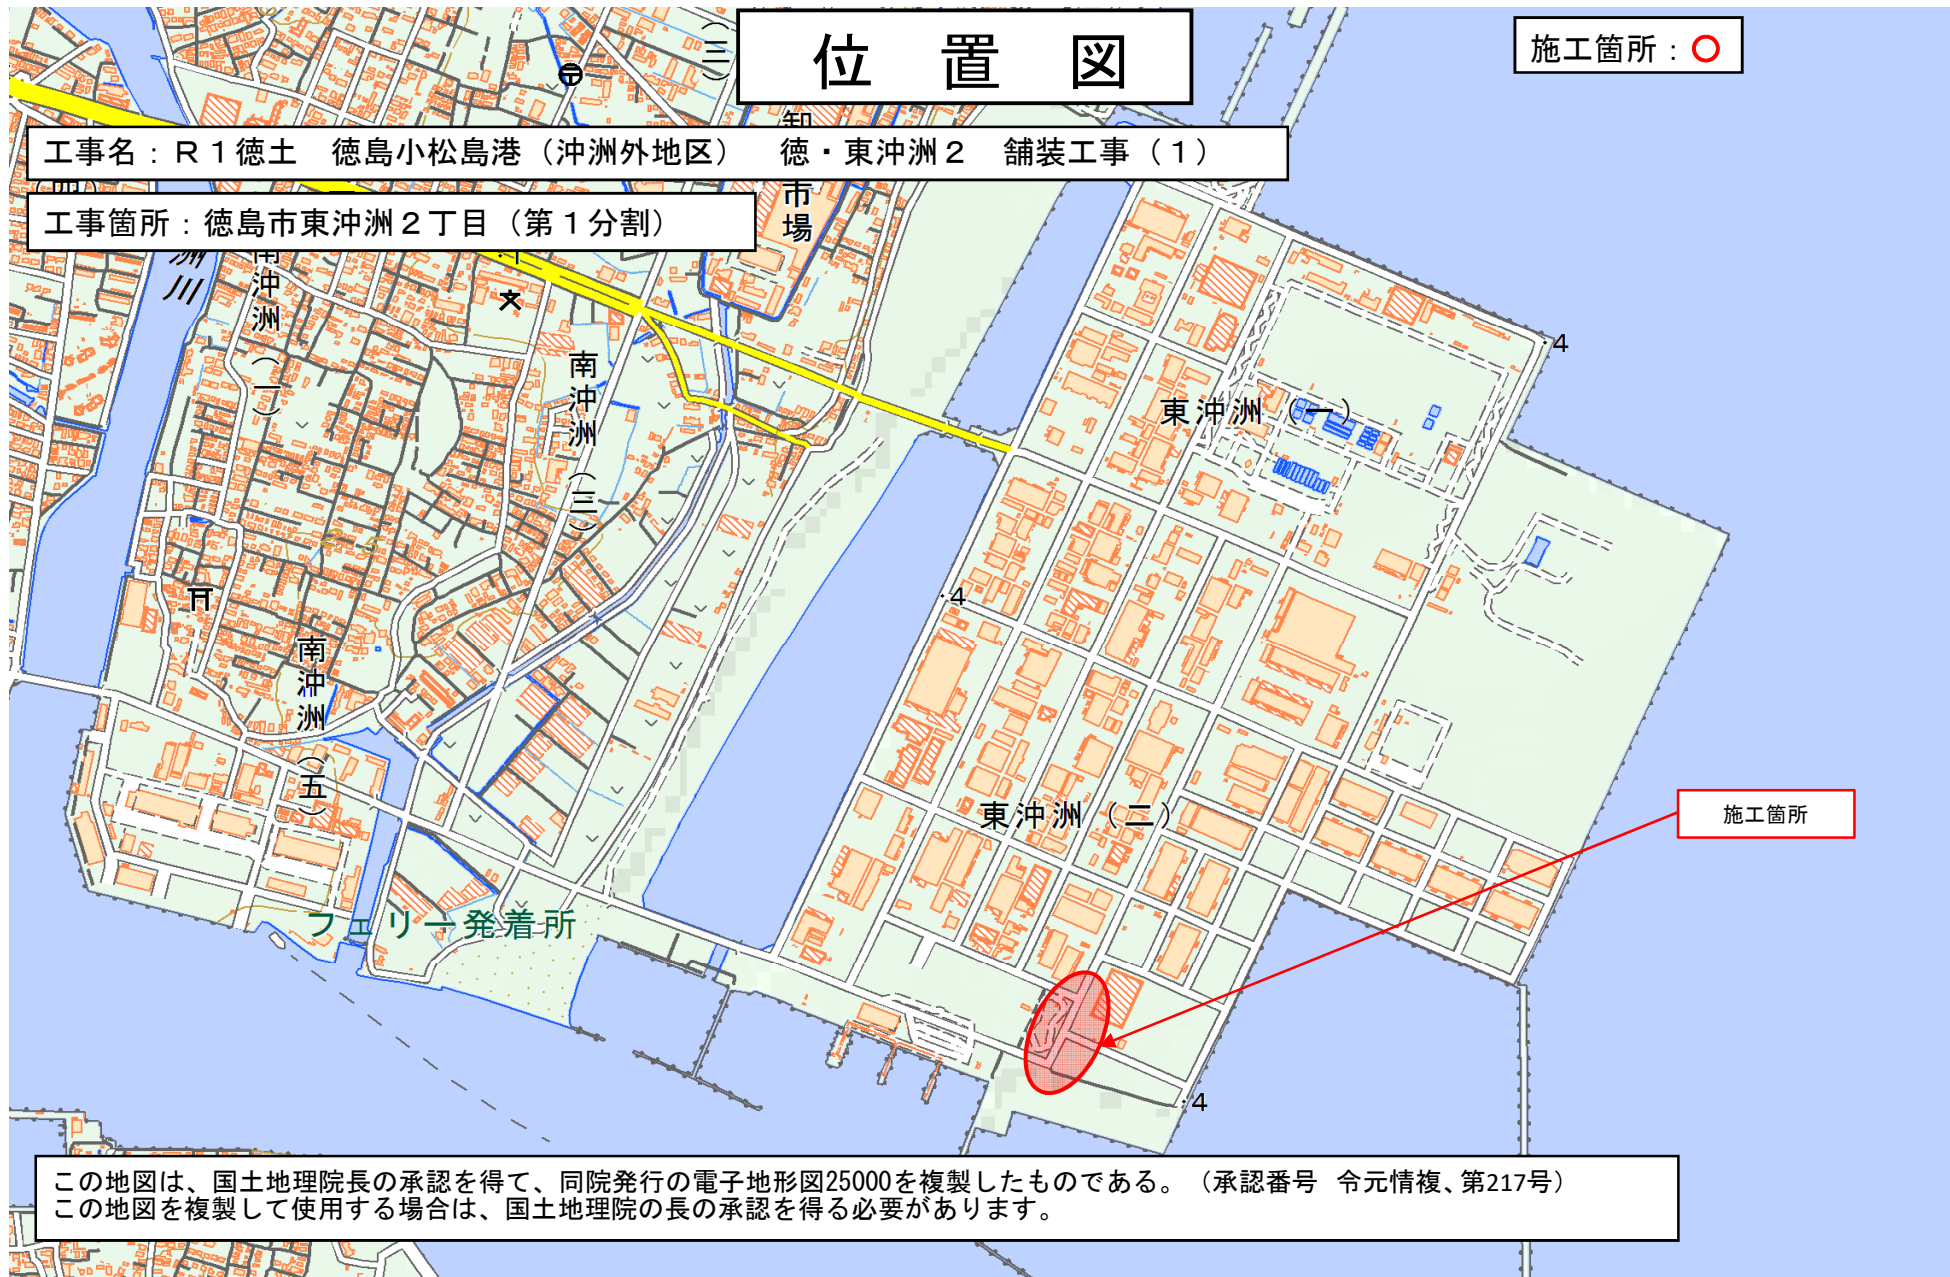 位　置　図
施工箇所：○
（三）
卸
市場
工事名：Ｒ１徳土　徳島小松島港（沖洲外地区）　徳・東沖洲２　舗装工事（１）
（四）
工事箇所：徳島市東沖洲２丁目（第１分割）
洲川
南沖洲（一）
南沖洲（三）
東沖洲（一）
・4
・4
南沖洲（五）
東沖洲（二）
施工箇所
フェリー発着所
・4
この地図は、国土地理院長の承認を得て、同院発行の電子地形図25000を複製したものである。（承認番号　令元情複、第217号）
この地図を複製して使用する場合は、国土地理院の長の承認を得る必要があります。